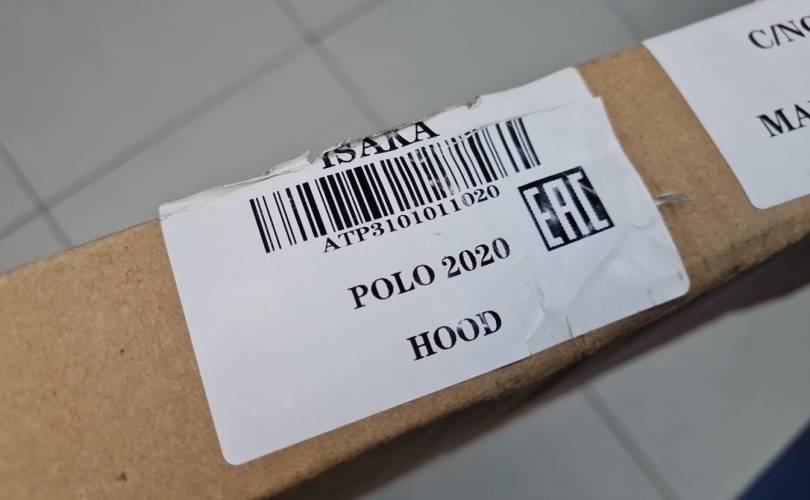 ISAKA
ATP3101011020
EAC
POLO 2020
HOOD
C/NO
MA